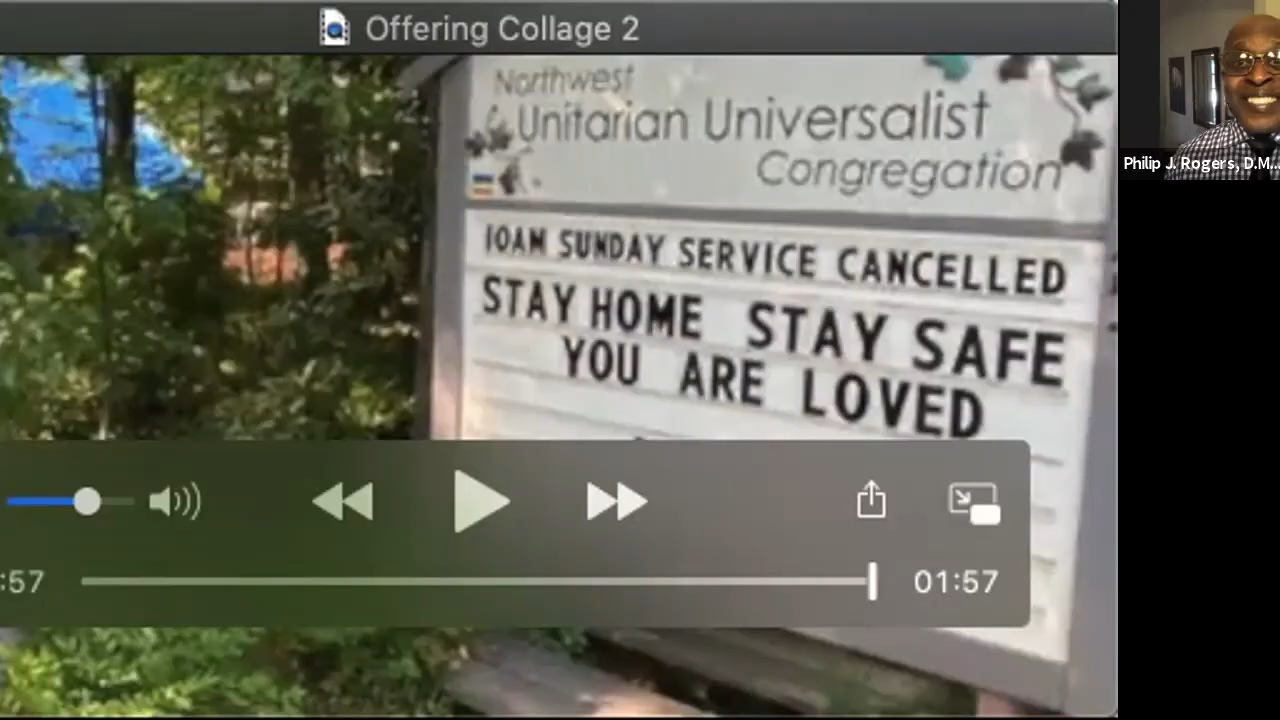 Offering Collage 2
Northwest
Unitarian Universalist
Congregation
10AM SUNDAY SERVICE CANCELLED
STAY HOME STAY SAFE
YOU ARE LOVED
:57
01:57
Philip J. Rogers, D.M...